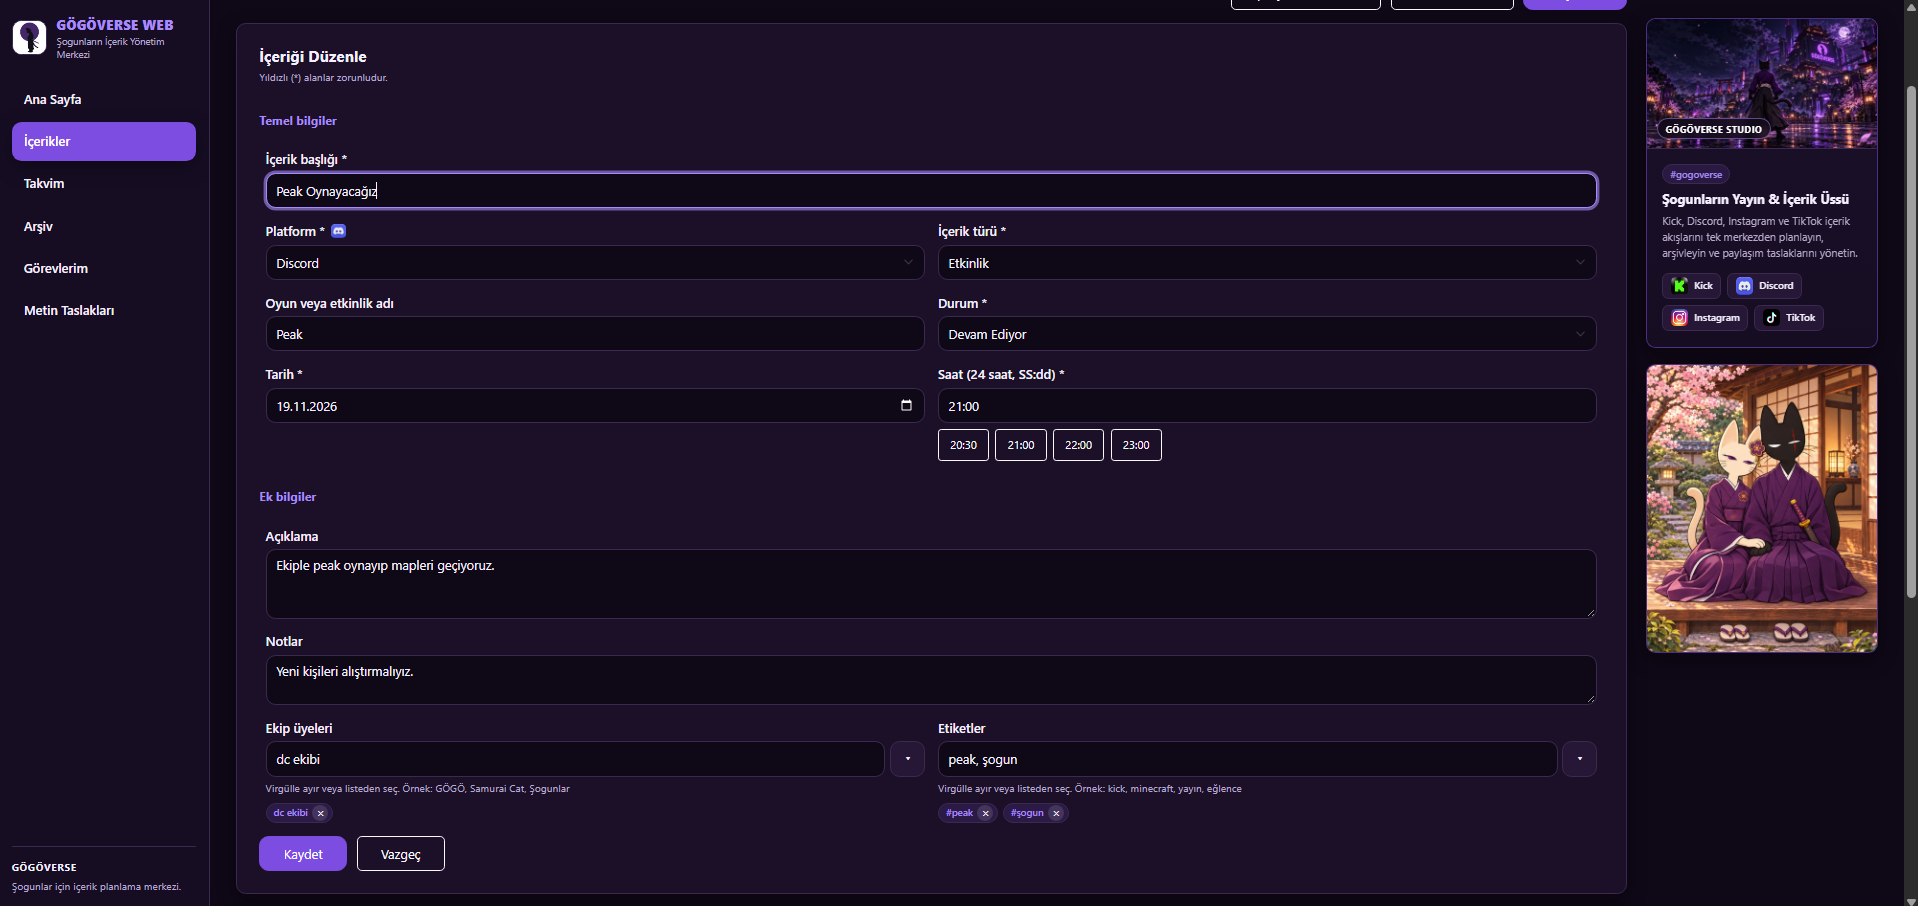 GÖGÖVERSE WEB
Şogunların İçerik Yönetim
Merkezi
Ana Sayfa
İçerikler
Takvim
Arşiv
Görevlerim
Metin Taslakları
GÖGÖVERSE
Şogunlar için içerik planlama merkezi.
İçeriği Düzenle
Yıldızlı (*) alanlar zorunludur.
Temel bilgiler
İçerik başlığı *
Peak Oynayacağız
Platform *
Discord
İçerik türü *
Etkinlik
Oyun veya etkinlik adı
Peak
Durum *
Devam Ediyor
Tarih *
19.11.2026
Saat (24 saat, SS:dd) *
21:00
20:30
21:00
22:00
23:00
Ek bilgiler
Açıklama
Ekiple peak oynayıp mapleri geçiyoruz.
Notlar
Yeni kişileri alıştırmalıyız.
Ekip üyeleri
dc ekibi
Virgülle ayır veya listeden seç. Örnek: GÖGÖ, Samurai Cat, Şogunlar
dc ekibi ×
Etiketler
peak, şogun
Virgülle ayır veya listeden seç. Örnek: kick, minecraft, yayın, eğlence
#peak × #şogun ×
Kaydet
Vazgeç
GÖGÖVERSE STUDIO
#gogoverse
Şogunların Yayın & İçerik Üssü
Kick, Discord, Instagram ve TikTok içerik
akışlarını tek merkezden planlayın,
arşivleyin ve paylaşım taslaklarını yönetin.
Kick
Discord
Instagram
TikTok